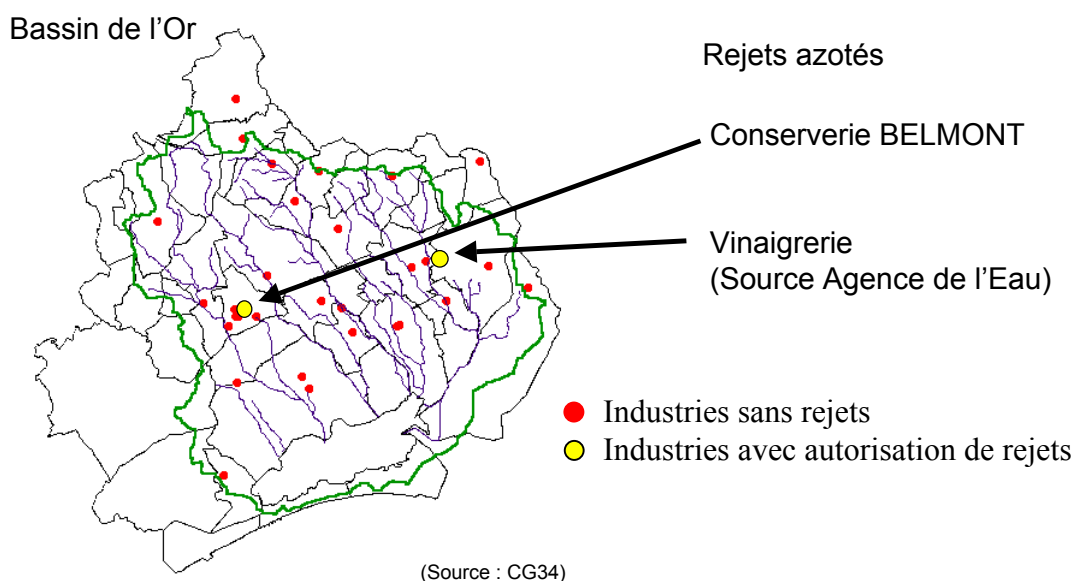 Bassin de l'Or
Rejets azotés
Conserverie BELMONT
Vinaigrerie
(Source Agence de l'Eau)
Industries sans rejets
Industries avec autorisation de rejets
(Source : CG34)